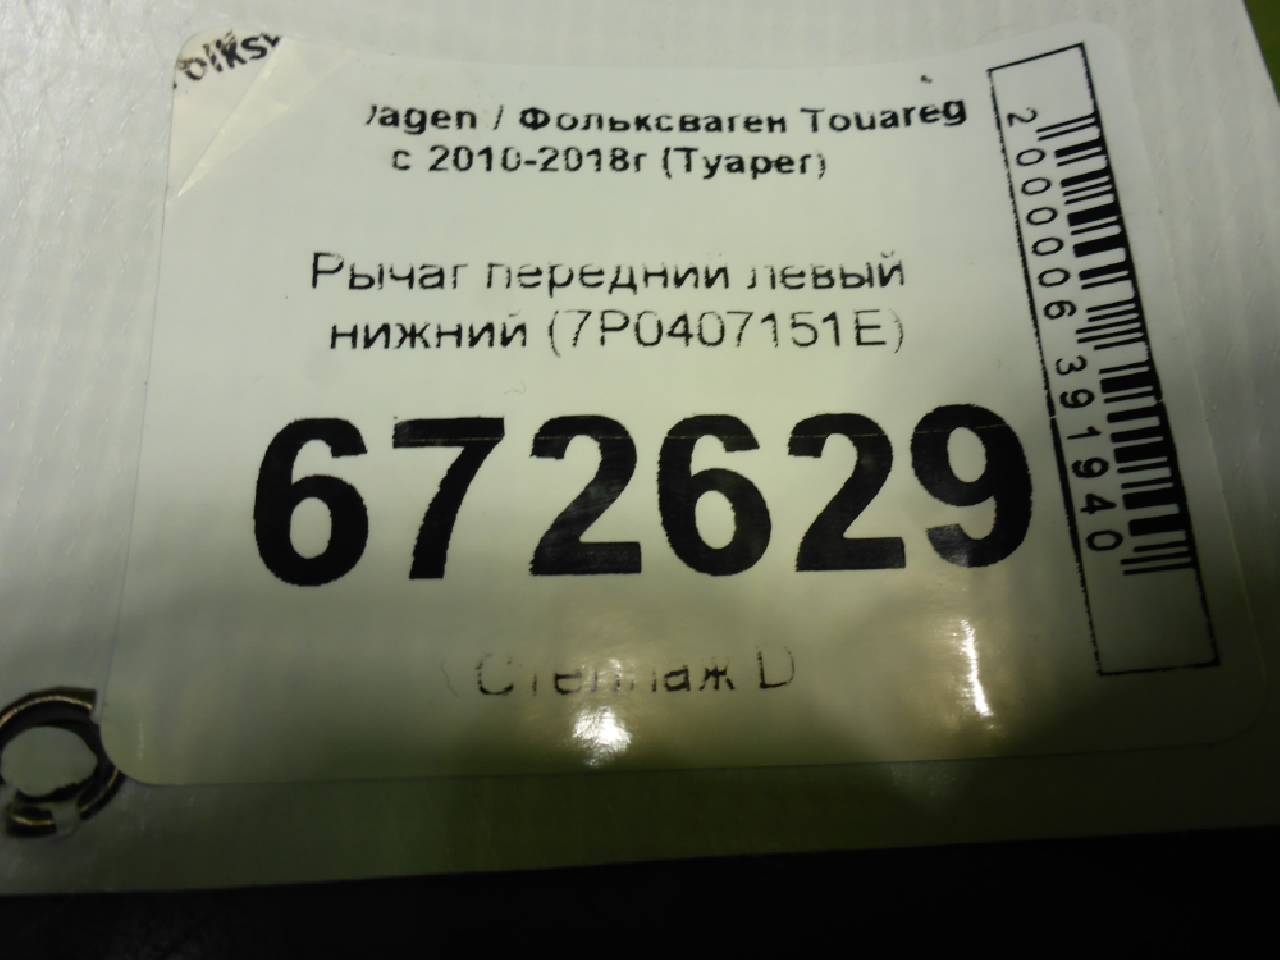 olksv
vagen / Фольксваген Touareg
с 2010-2018г (Туарег)
Рычаг передний левый
нижний (7P0407151E)
672629
(Стеллаж D
2000006391940